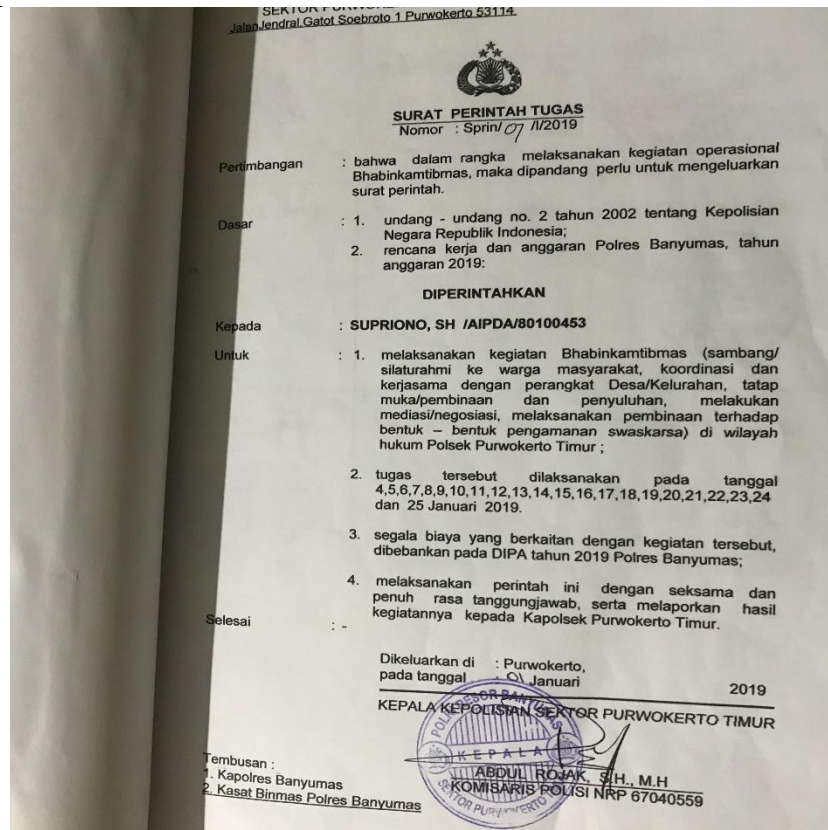 SEKTOR PURWOKE
Jalan Jendral.Gatot Soebroto 1 Purwokerto 53114.
SURAT PERINTAH TUGAS
Nomor : Sprin/ 07 /I/2019
Pertimbangan : bahwa dalam rangka melaksanakan kegiatan operasional
Bhabinkamtibmas, maka dipandang perlu untuk mengeluarkan
surat perintah.
Dasar : 1. undang - undang no. 2 tahun 2002 tentang Kepolisian
Negara Republik Indonesia;
2. rencana kerja dan anggaran Polres Banyumas, tahun
anggaran 2019:
DIPERINTAHKAN
Kepada : SUPRIONO, SH /AIPDA/80100453
Untuk : 1. melaksanakan kegiatan Bhabinkamtibmas (sambang/
silaturahmi ke warga masyarakat, koordinasi dan
kerjasama dengan perangkat Desa/Kelurahan, tatap
muka/pembinaan dan penyuluhan, melakukan
mediasi/negosiasi, melaksanakan pembinaan terhadap
bentuk – bentuk pengamanan swaskarsa) di wilayah
hukum Polsek Purwokerto Timur ;
2. tugas tersebut dilaksanakan pada tanggal
4,5,6,7,8,9,10,11,12,13,14,15,16,17,18,19,20,21,22,23,24
dan 25 Januari 2019.
3. segala biaya yang berkaitan dengan kegiatan tersebut,
dibebankan pada DIPA tahun 2019 Polres Banyumas;
4. melaksanakan perintah ini dengan seksama dan
penuh rasa tanggungjawab, serta melaporkan hasil
kegiatannya kepada Kapolsek Purwokerto Timur.
Selesai : -
Dikeluarkan di : Purwokerto,
pada tanggal : 01 Januari 2019
KEPALA KEPOLISIAN SEKTOR PURWOKERTO TIMUR
KEPALA
ABDUL ROJAK, S.H., M.H
KOMISARIS POLISI NRP 67040559
Tembusan :
1. Kapolres Banyumas
2. Kasat Binmas Polres Banyumas